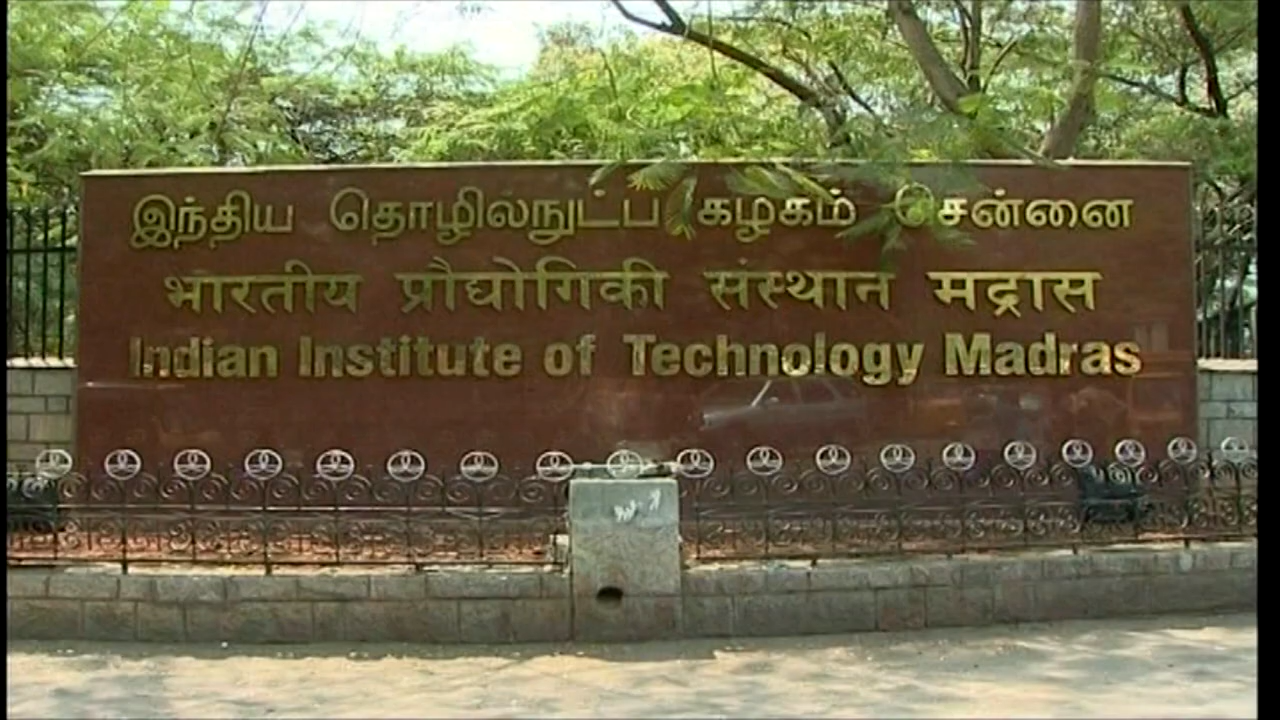 இந்திய தொழில்நுட்ப கழகம் சென்னை
भारतीय प्रौद्योगिकी संस्थान मद्रास
Indian Institute of Technology Madras